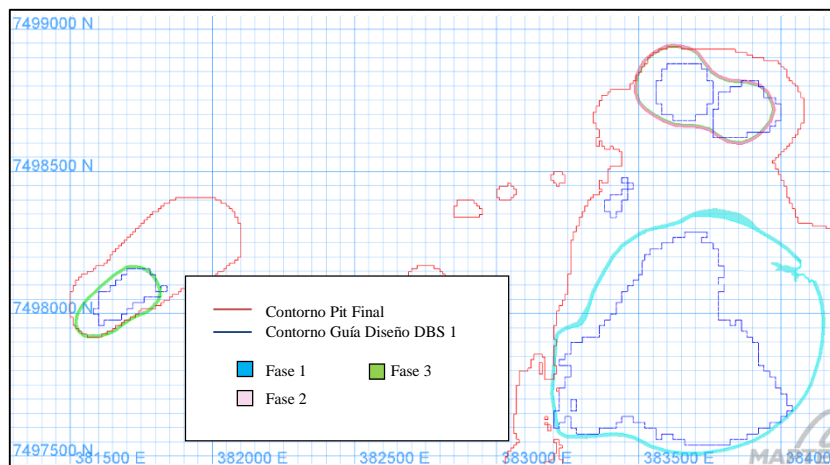 7499000 N
7498500 N
7498000 N
Contorno Pit Final
Contorno Guía Diseño DBS 1
Fase 1
Fase 3
Fase 2
7497500 N
381500 E
382000 E
382500 E
383000 E
383500 E